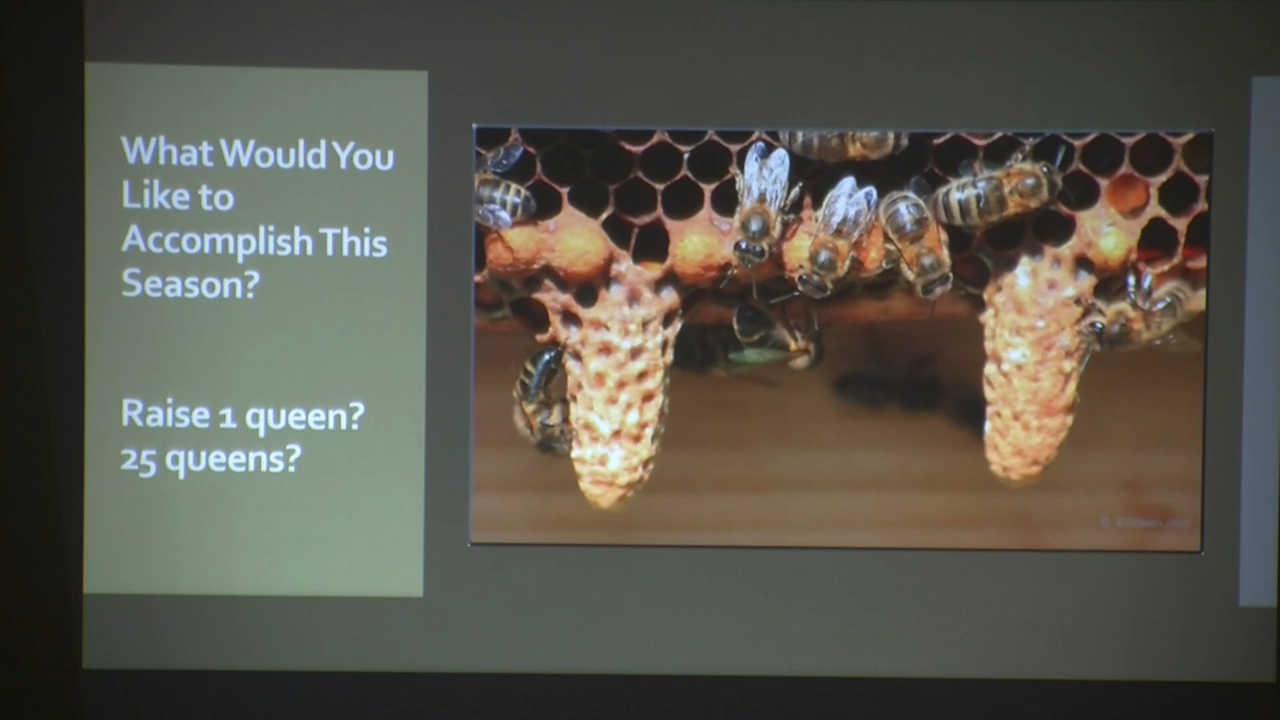 What Would You
Like to
Accomplish This
Season?
Raise 1 queen?
25 queens?